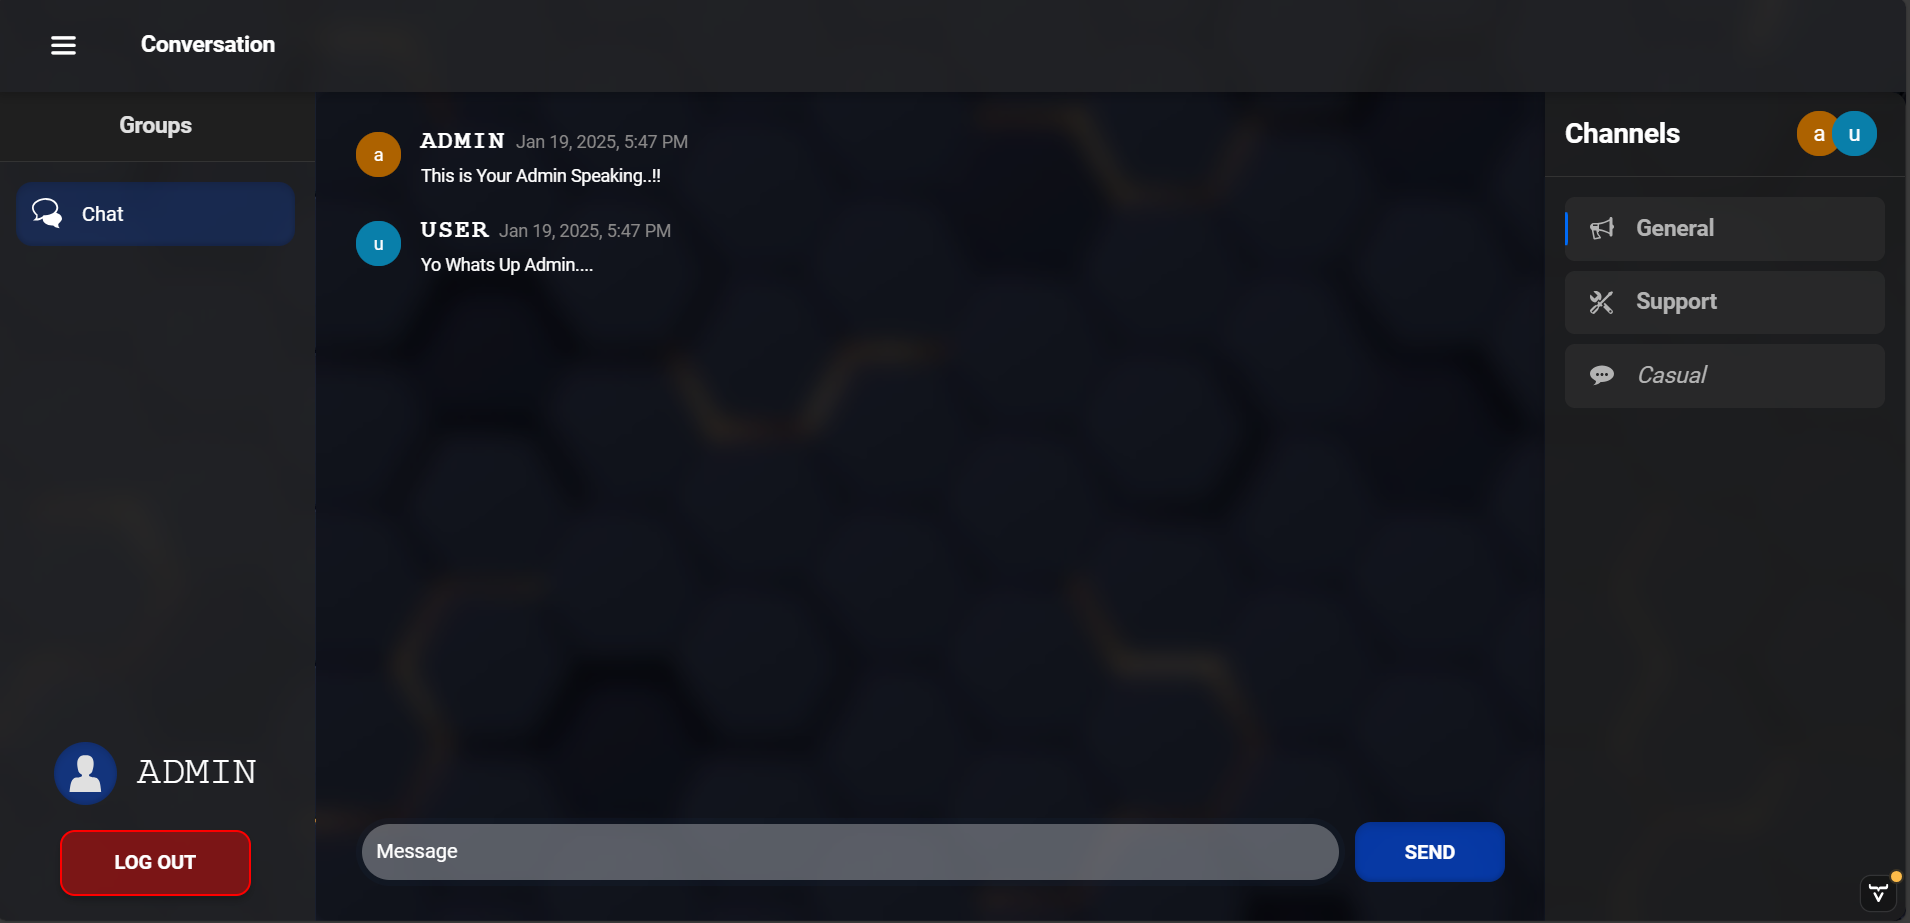 Conversation
Groups
Chat
ADMIN
LOG OUT
a
ADMIN Jan 19, 2025, 5:47 PM
This is Your Admin Speaking..!!
u
USER Jan 19, 2025, 5:47 PM
Yo Whats Up Admin....
Message
SEND
Channels
a u
General
Support
Casual